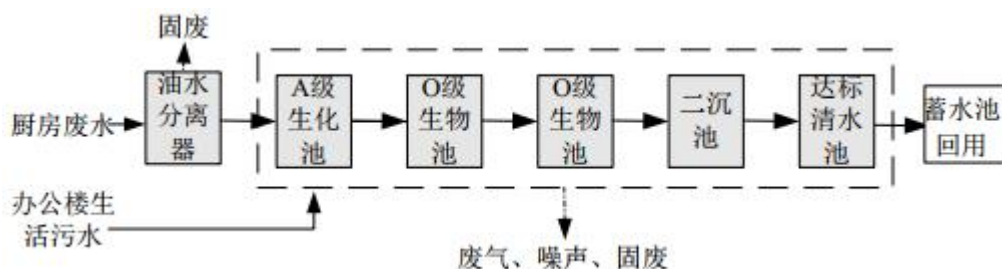 固废
油水
分离
器
厨房废水
A级
生化
池
O级
生物
池
O级
生物
池
二沉
池
达标
清水
池
蓄水池
回用
办公楼生
活污水
废气、噪声、固废